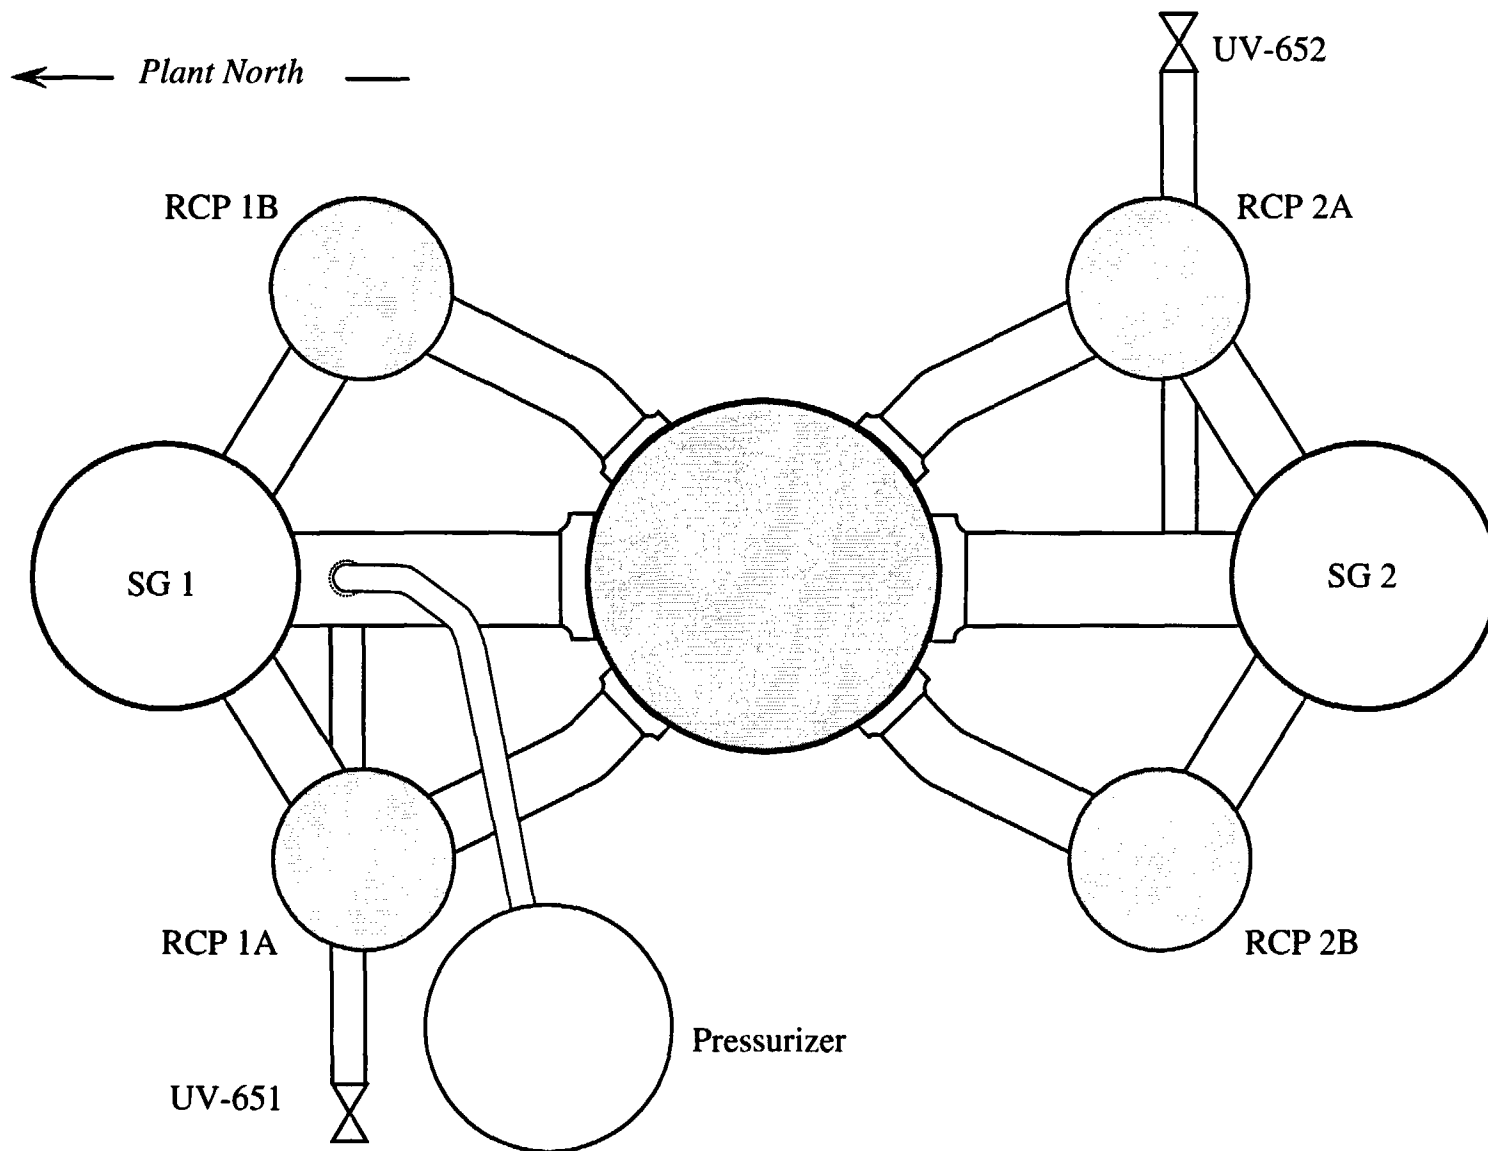 UV-652
Plant North
RCP 1B
RCP 2A
SG 1
SG 2
RCP 1A
RCP 2B
Pressurizer
UV-651